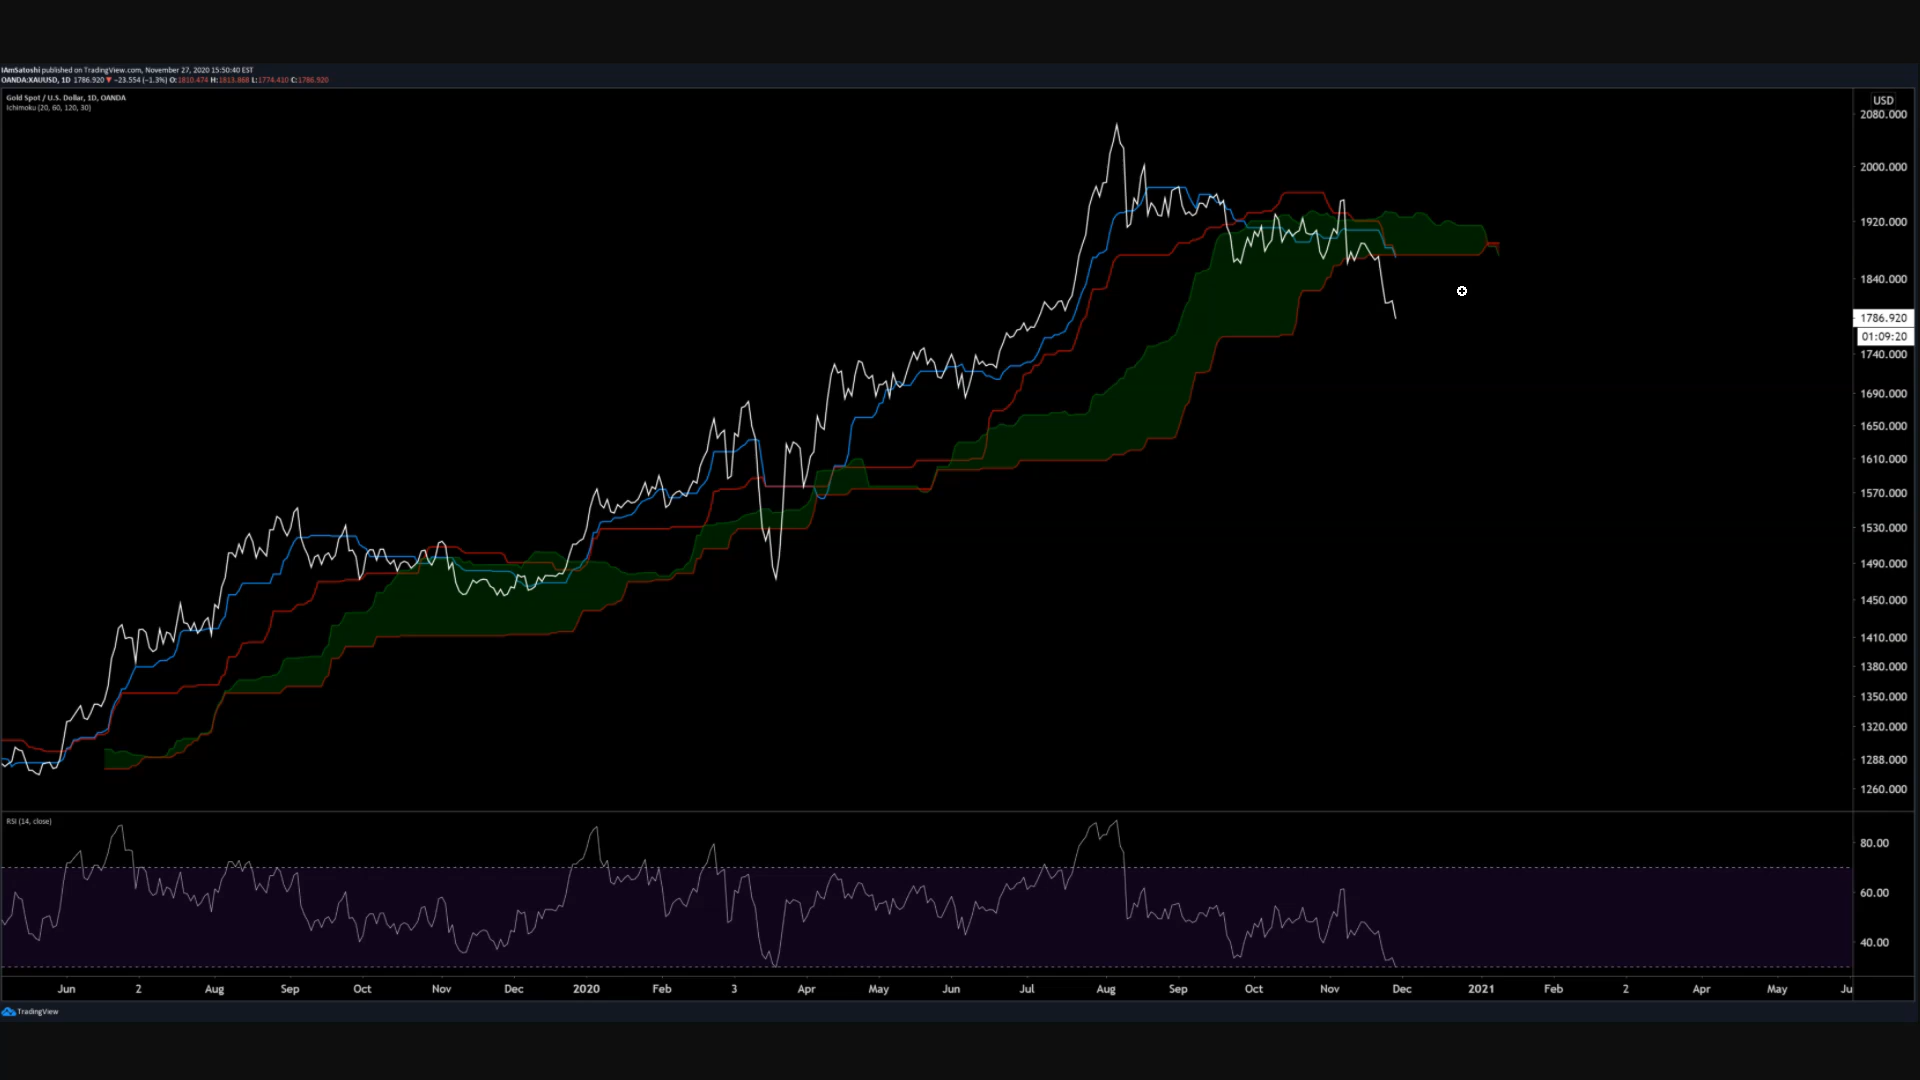 IAmSatoshi published on TradingView.com, November 27, 2020 15:50:40 EST
OANDA:XAUUSD, 1D 1786.920 ▼ −23.554 (−1.3%) O:1810.474 H:1813.868 L:1774.410 C:1786.920
Gold Spot / U.S. Dollar, 1D, OANDA
Ichimoku (20, 60, 120, 30)
USD
2080.000
2000.000
1920.000
1840.000
1786.920
01:09:20
1740.000
1690.000
1650.000
1610.000
1570.000
1530.000
1490.000
1450.000
1410.000
1380.000
1350.000
1320.000
1288.000
1260.000
RSI (14, close)
80.00
60.00
40.00
Jun 2 Aug Sep Oct Nov Dec 2020 Feb 3 Apr May Jun Jul Aug Sep Oct Nov Dec 2021 Feb 2 Apr May Ju
TradingView